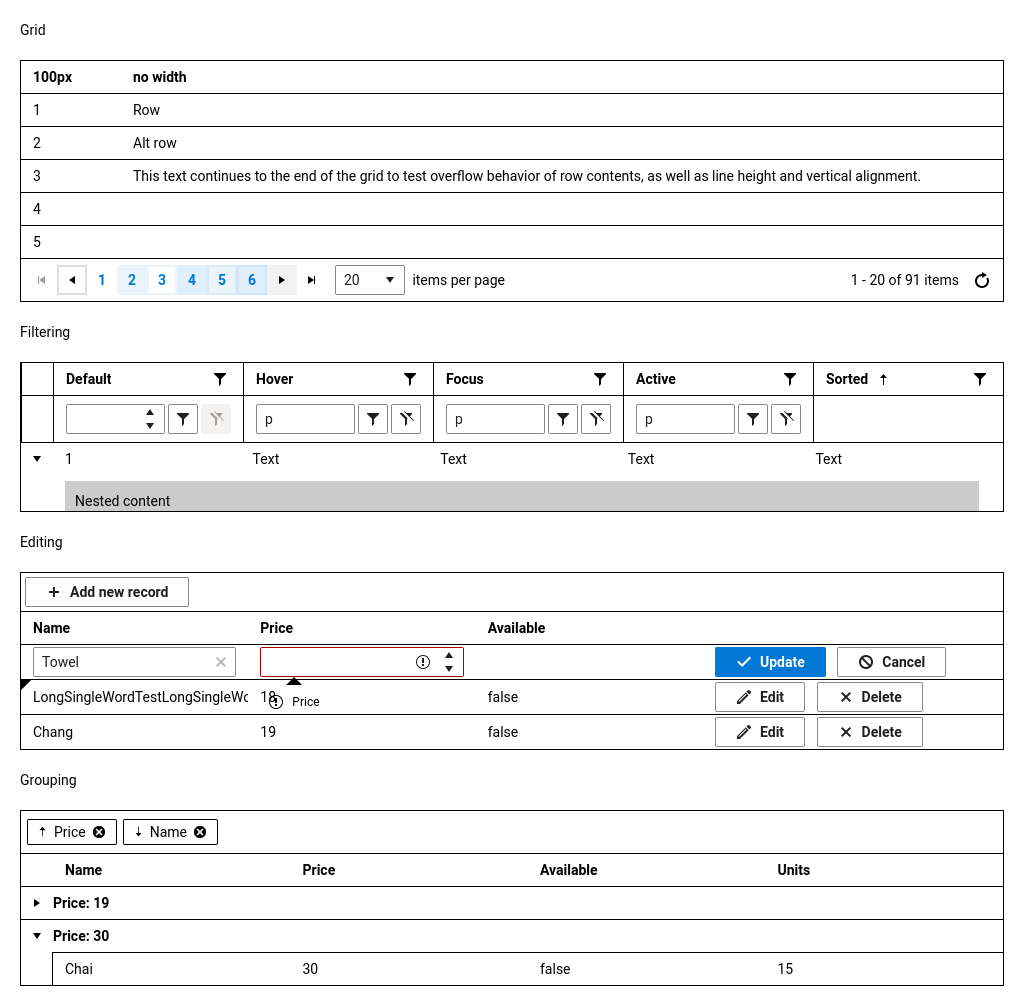 Grid
100px no width
1 Row
2 Alt row
3 This text continues to the end of the grid to test overflow behavior of row contents, as well as line height and vertical alignment.
4
5
1 2 3 4 5 6 20 items per page 1 - 20 of 91 items
Filtering
Default Hover Focus Active Sorted
p p p
1 Text Text Text Text
Nested content
Editing
Add new record
Name Price Available
Towel Update Cancel
LongSingleWordTestLongSingleWo 18 false Edit Delete
Price
Chang 19 false Edit Delete
Grouping
Price Name
Name Price Available Units
Price: 19
Price: 30
Chai 30 false 15